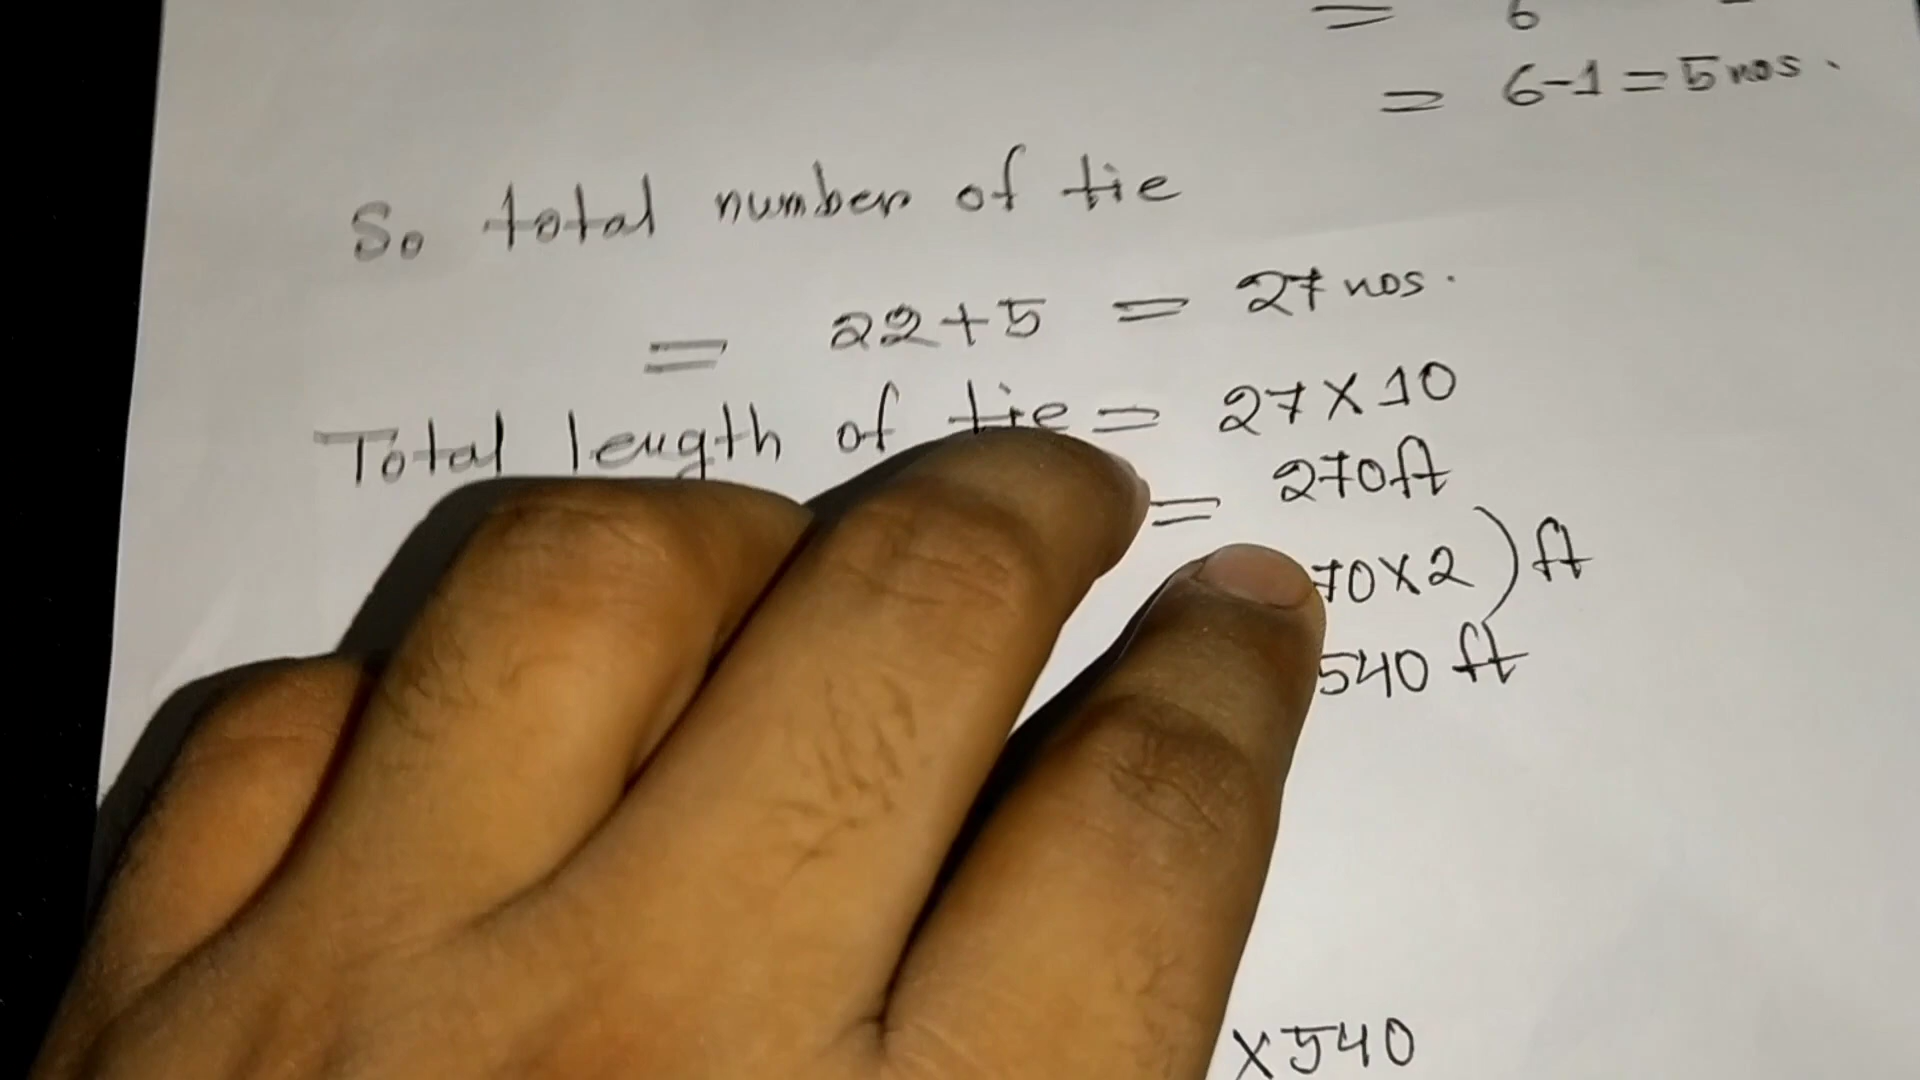 = 6
= 6-1 = 5 nos.
So total number of tie
= 22+5 = 27 nos.
Total length of tie = 27 X 10
= 270 ft
70 X 2 ) ft
540 ft
X 540